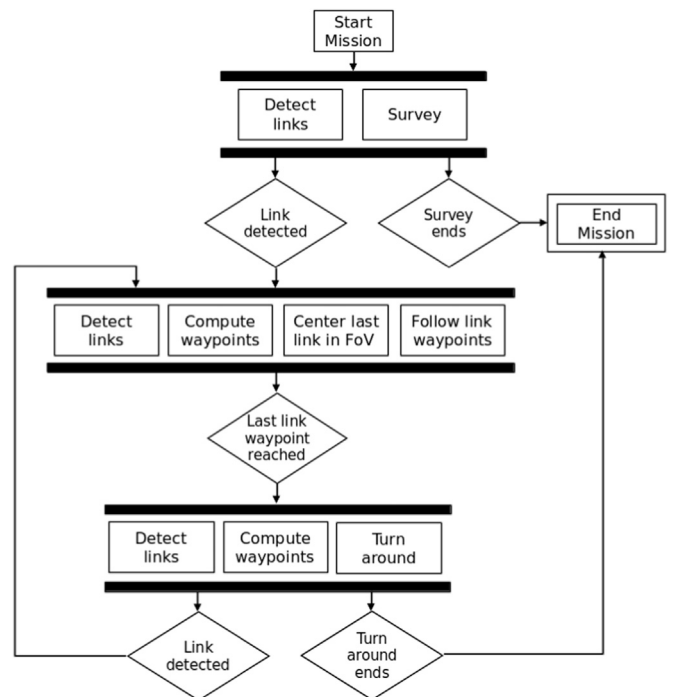 Start
Mission
Detect
links
Survey
Link
detected
Survey
ends
End
Mission
Detect
links
Compute
waypoints
Center last
link in FoV
Follow link
waypoints
Last link
waypoint
reached
Detect
links
Compute
waypoints
Turn
around
Link
detected
Turn
around
ends